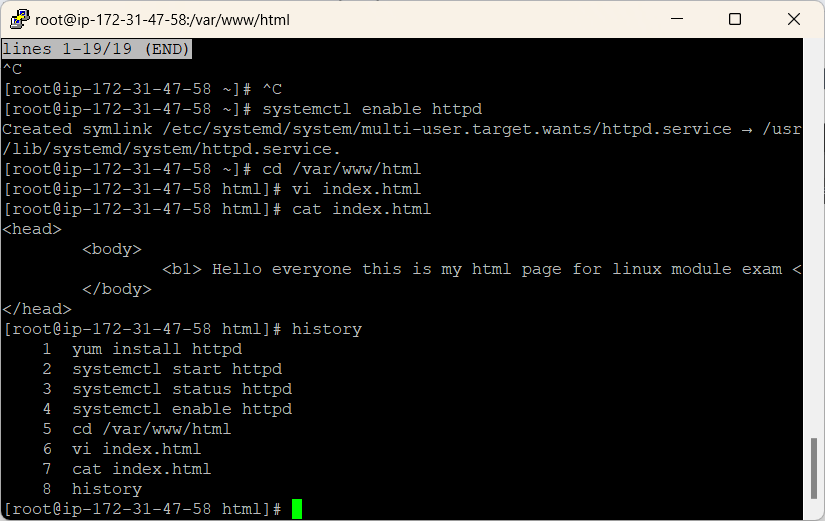 root@ip-172-31-47-58:/var/www/html
lines 1-19/19 (END)
^C
[root@ip-172-31-47-58 ~]# ^C
[root@ip-172-31-47-58 ~]# systemctl enable httpd
Created symlink /etc/systemd/system/multi-user.target.wants/httpd.service → /usr
/lib/systemd/system/httpd.service.
[root@ip-172-31-47-58 ~]# cd /var/www/html
[root@ip-172-31-47-58 html]# vi index.html
[root@ip-172-31-47-58 html]# cat index.html
<head>
        <body>
                <b1> Hello everyone this is my html page for linux module exam <
        </body>
</head>
[root@ip-172-31-47-58 html]# history
    1  yum install httpd
    2  systemctl start httpd
    3  systemctl status httpd
    4  systemctl enable httpd
    5  cd /var/www/html
    6  vi index.html
    7  cat index.html
    8  history
[root@ip-172-31-47-58 html]#